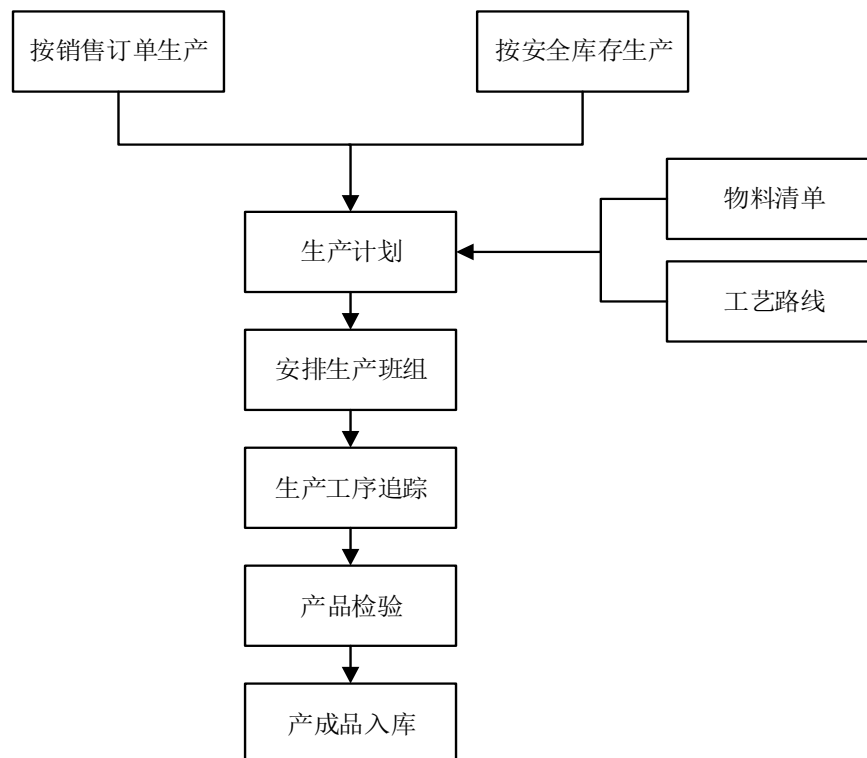 按销售订单生产
按安全库存生产
物料清单
生产计划
工艺路线
安排生产班组
生产工序追踪
产品检验
产成品入库